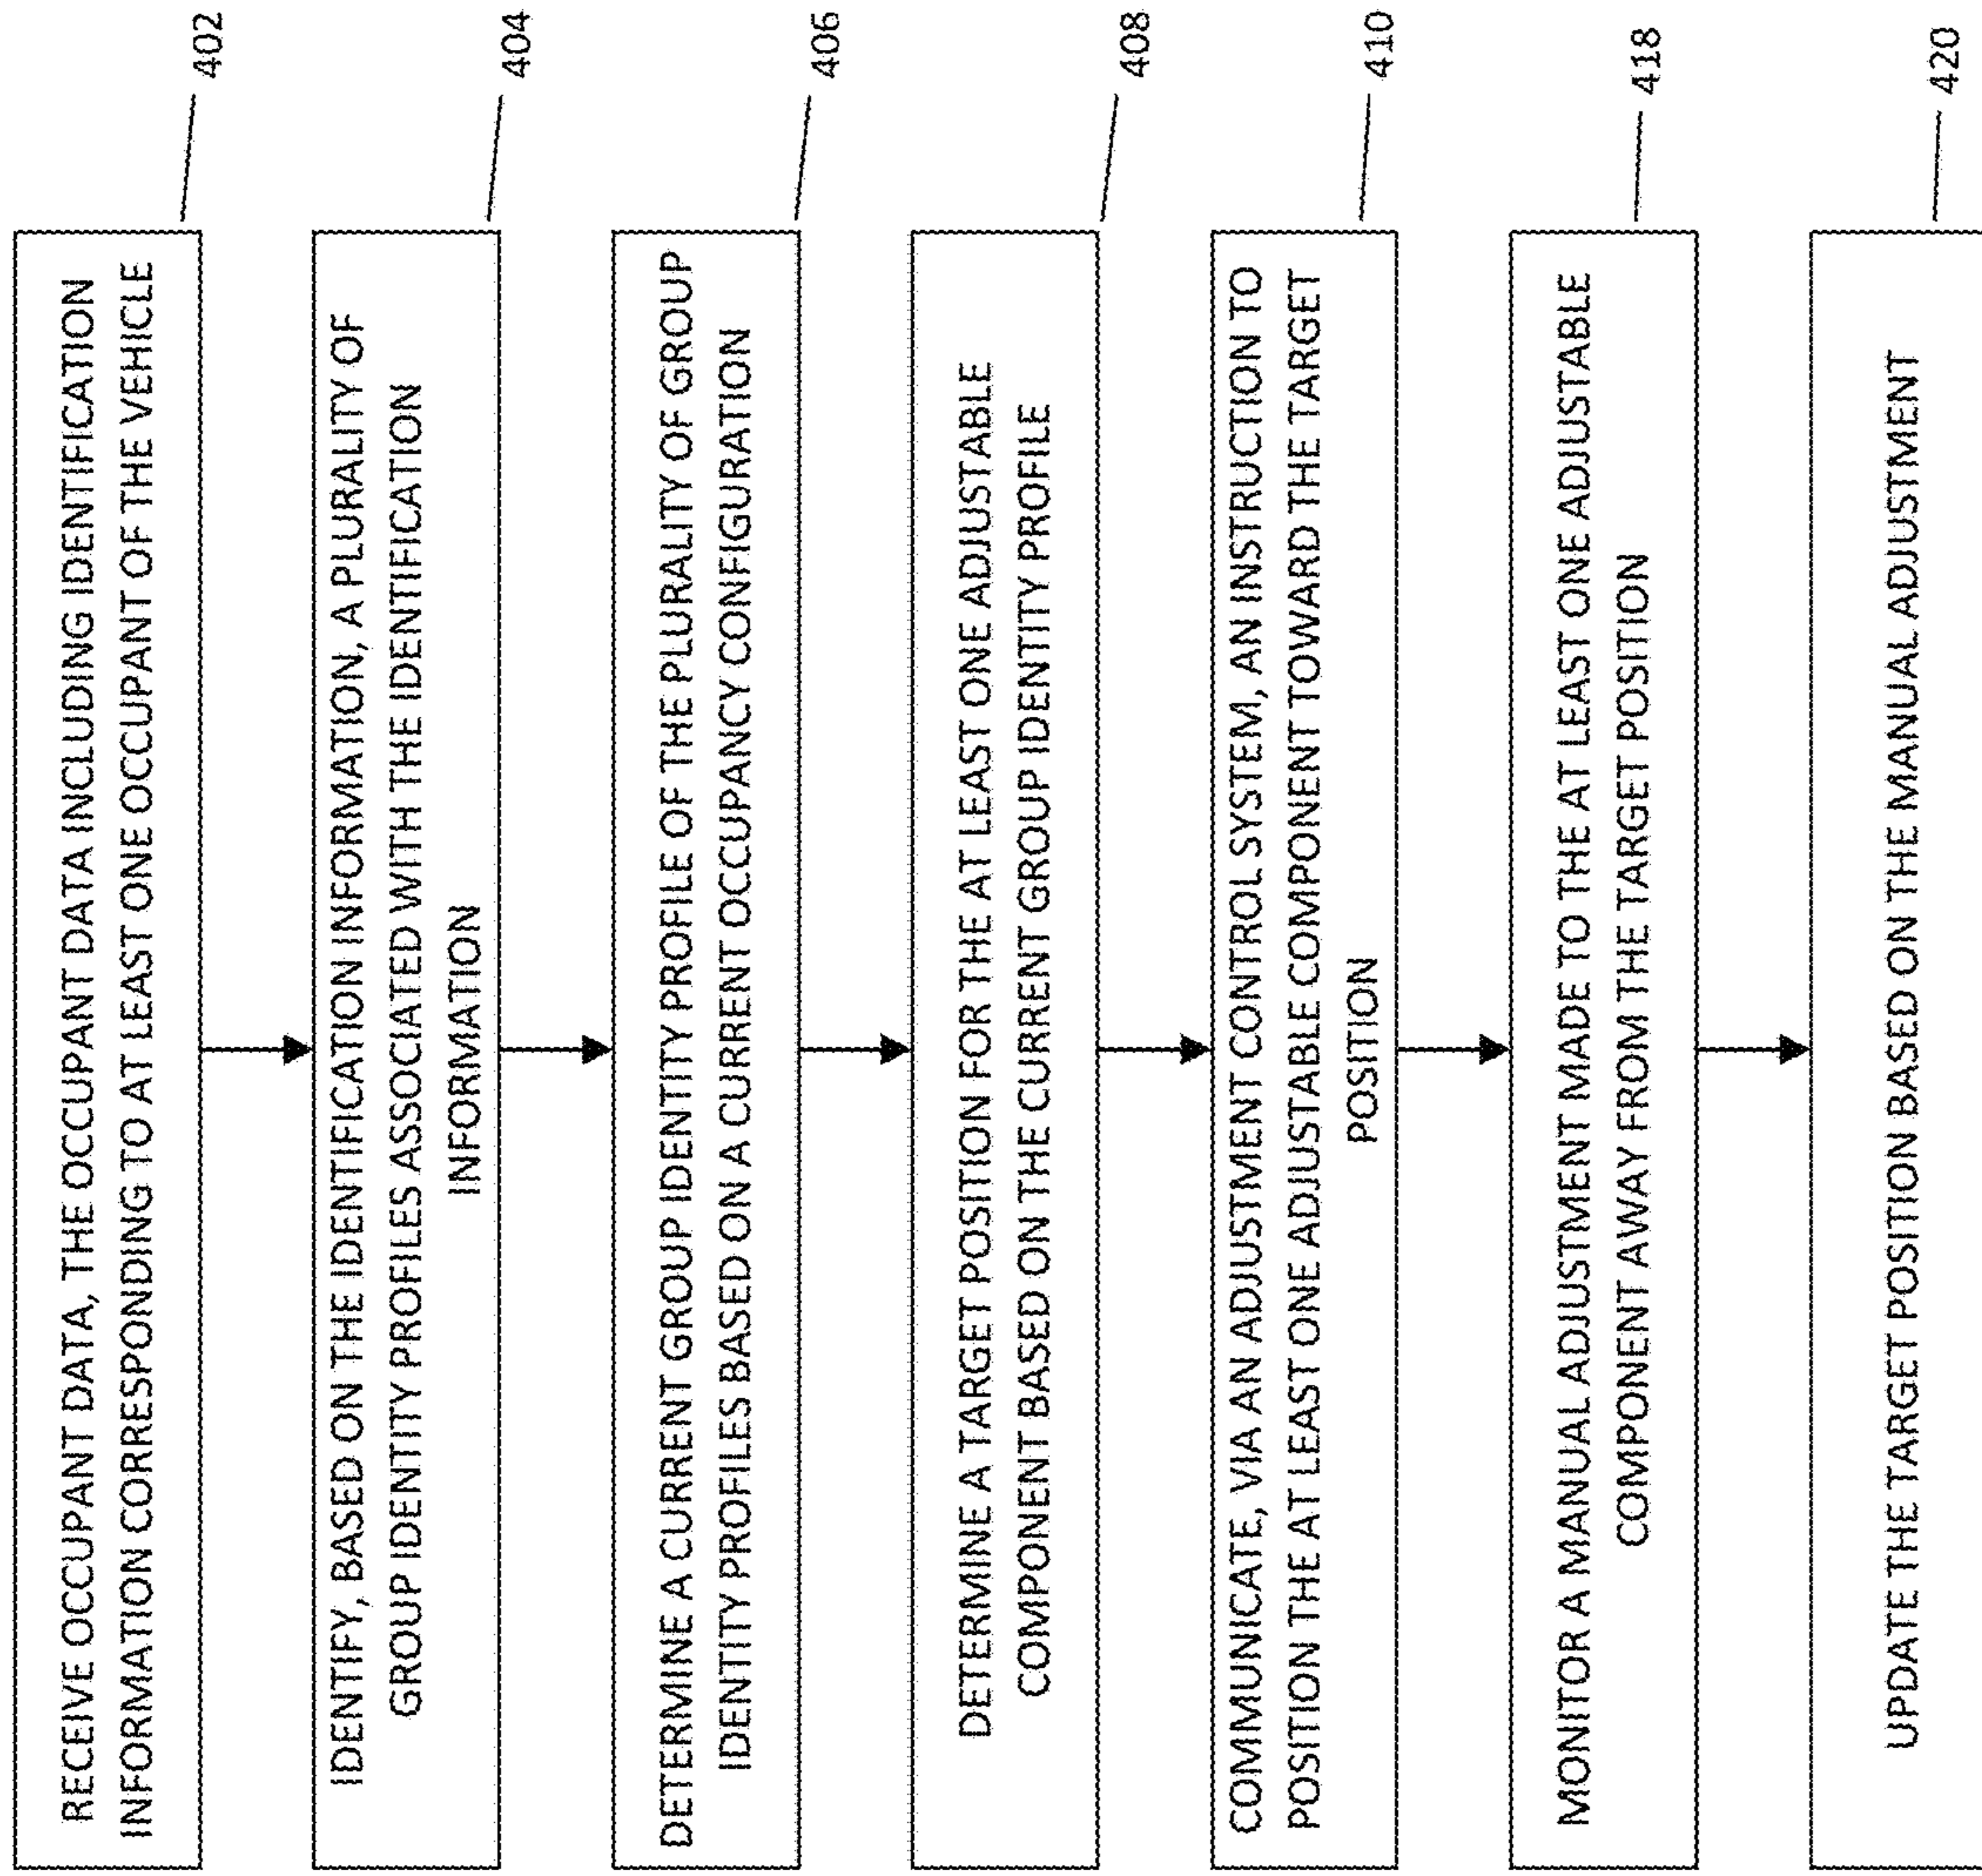 RECEIVE OCCUPANT DATA, THE OCCUPANT DATA INCLUDING IDENTIFICATION
INFORMATION CORRESPONDING TO AT LEAST ONE OCCUPANT OF THE VEHICLE
402
IDENTIFY, BASED ON THE IDENTIFICATION INFORMATION, A PLURALITY OF
GROUP IDENTITY PROFILES ASSOCIATED WITH THE IDENTIFICATION
INFORMATION
404
DETERMINE A CURRENT GROUP IDENTITY PROFILE OF THE PLURALITY OF GROUP
IDENTITY PROFILES BASED ON A CURRENT OCCUPANCY CONFIGURATION
406
DETERMINE A TARGET POSITION FOR THE AT LEAST ONE ADJUSTABLE
COMPONENT BASED ON THE CURRENT GROUP IDENTITY PROFILE
408
COMMUNICATE, VIA AN ADJUSTMENT CONTROL SYSTEM, AN INSTRUCTION TO
POSITION THE AT LEAST ONE ADJUSTABLE COMPONENT TOWARD THE TARGET
POSITION
410
MONITOR A MANUAL ADJUSTMENT MADE TO THE AT LEAST ONE ADJUSTABLE
COMPONENT AWAY FROM THE TARGET POSITION
418
UPDATE THE TARGET POSITION BASED ON THE MANUAL ADJUSTMENT
420